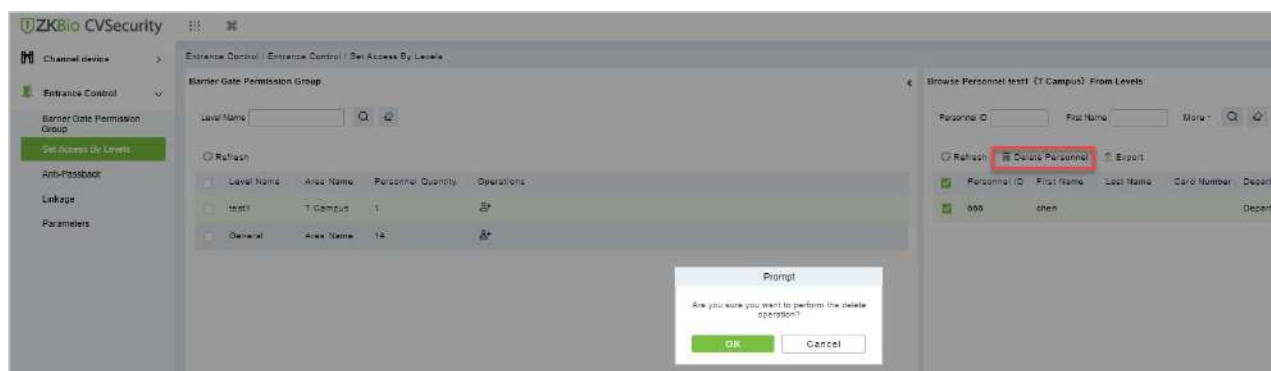 ZKBio CVSecurity
Channel device
Entrance Control
Barrier Gate Permission
Group
Set Access By Levels
Anti-Passback
Linkage
Parameters
Entrance Control / Entrance Control / Set Access By Levels
Barrier Gate Permission Group
Level Name
Refresh
Level Name Area Name Personnel Quantity Operations
test1 T Campus 1
General Area Name 14
Browse Personnel test1 (T Campus) From Levels
Personnel ID First Name More
Refresh Delete Personnel Export
Personnel ID First Name Last Name Card Number Depart
chen Depart
Prompt
Are you sure you want to perform the delete
operation?
OK Cancel